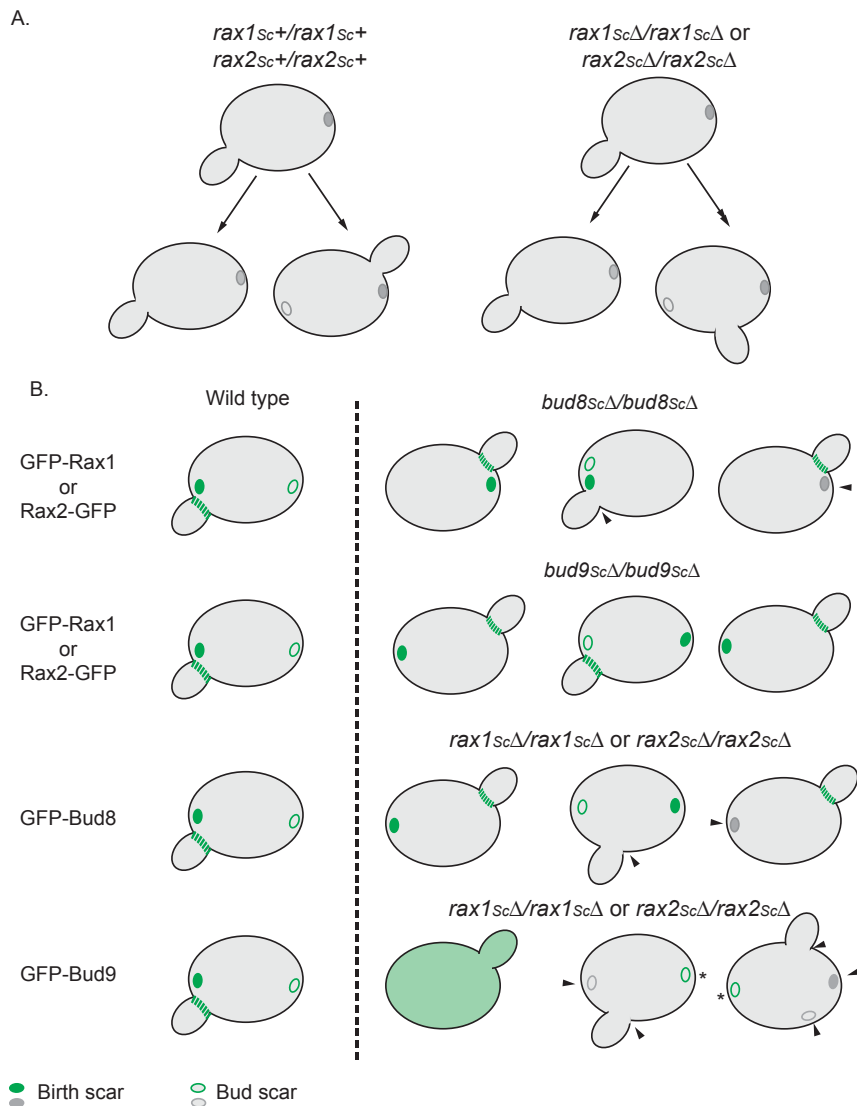 A.
rax1Sc+/rax1Sc+
rax2Sc+/rax2Sc+
rax1ScΔ/rax1ScΔ or
rax2ScΔ/rax2ScΔ
B.
Wild type
bud8ScΔ/bud8ScΔ
GFP-Rax1
or
Rax2-GFP
bud9ScΔ/bud9ScΔ
GFP-Rax1
or
Rax2-GFP
rax1ScΔ/rax1ScΔ or rax2ScΔ/rax2ScΔ
GFP-Bud8
rax1ScΔ/rax1ScΔ or rax2ScΔ/rax2ScΔ
GFP-Bud9
* *
Birth scar Bud scar